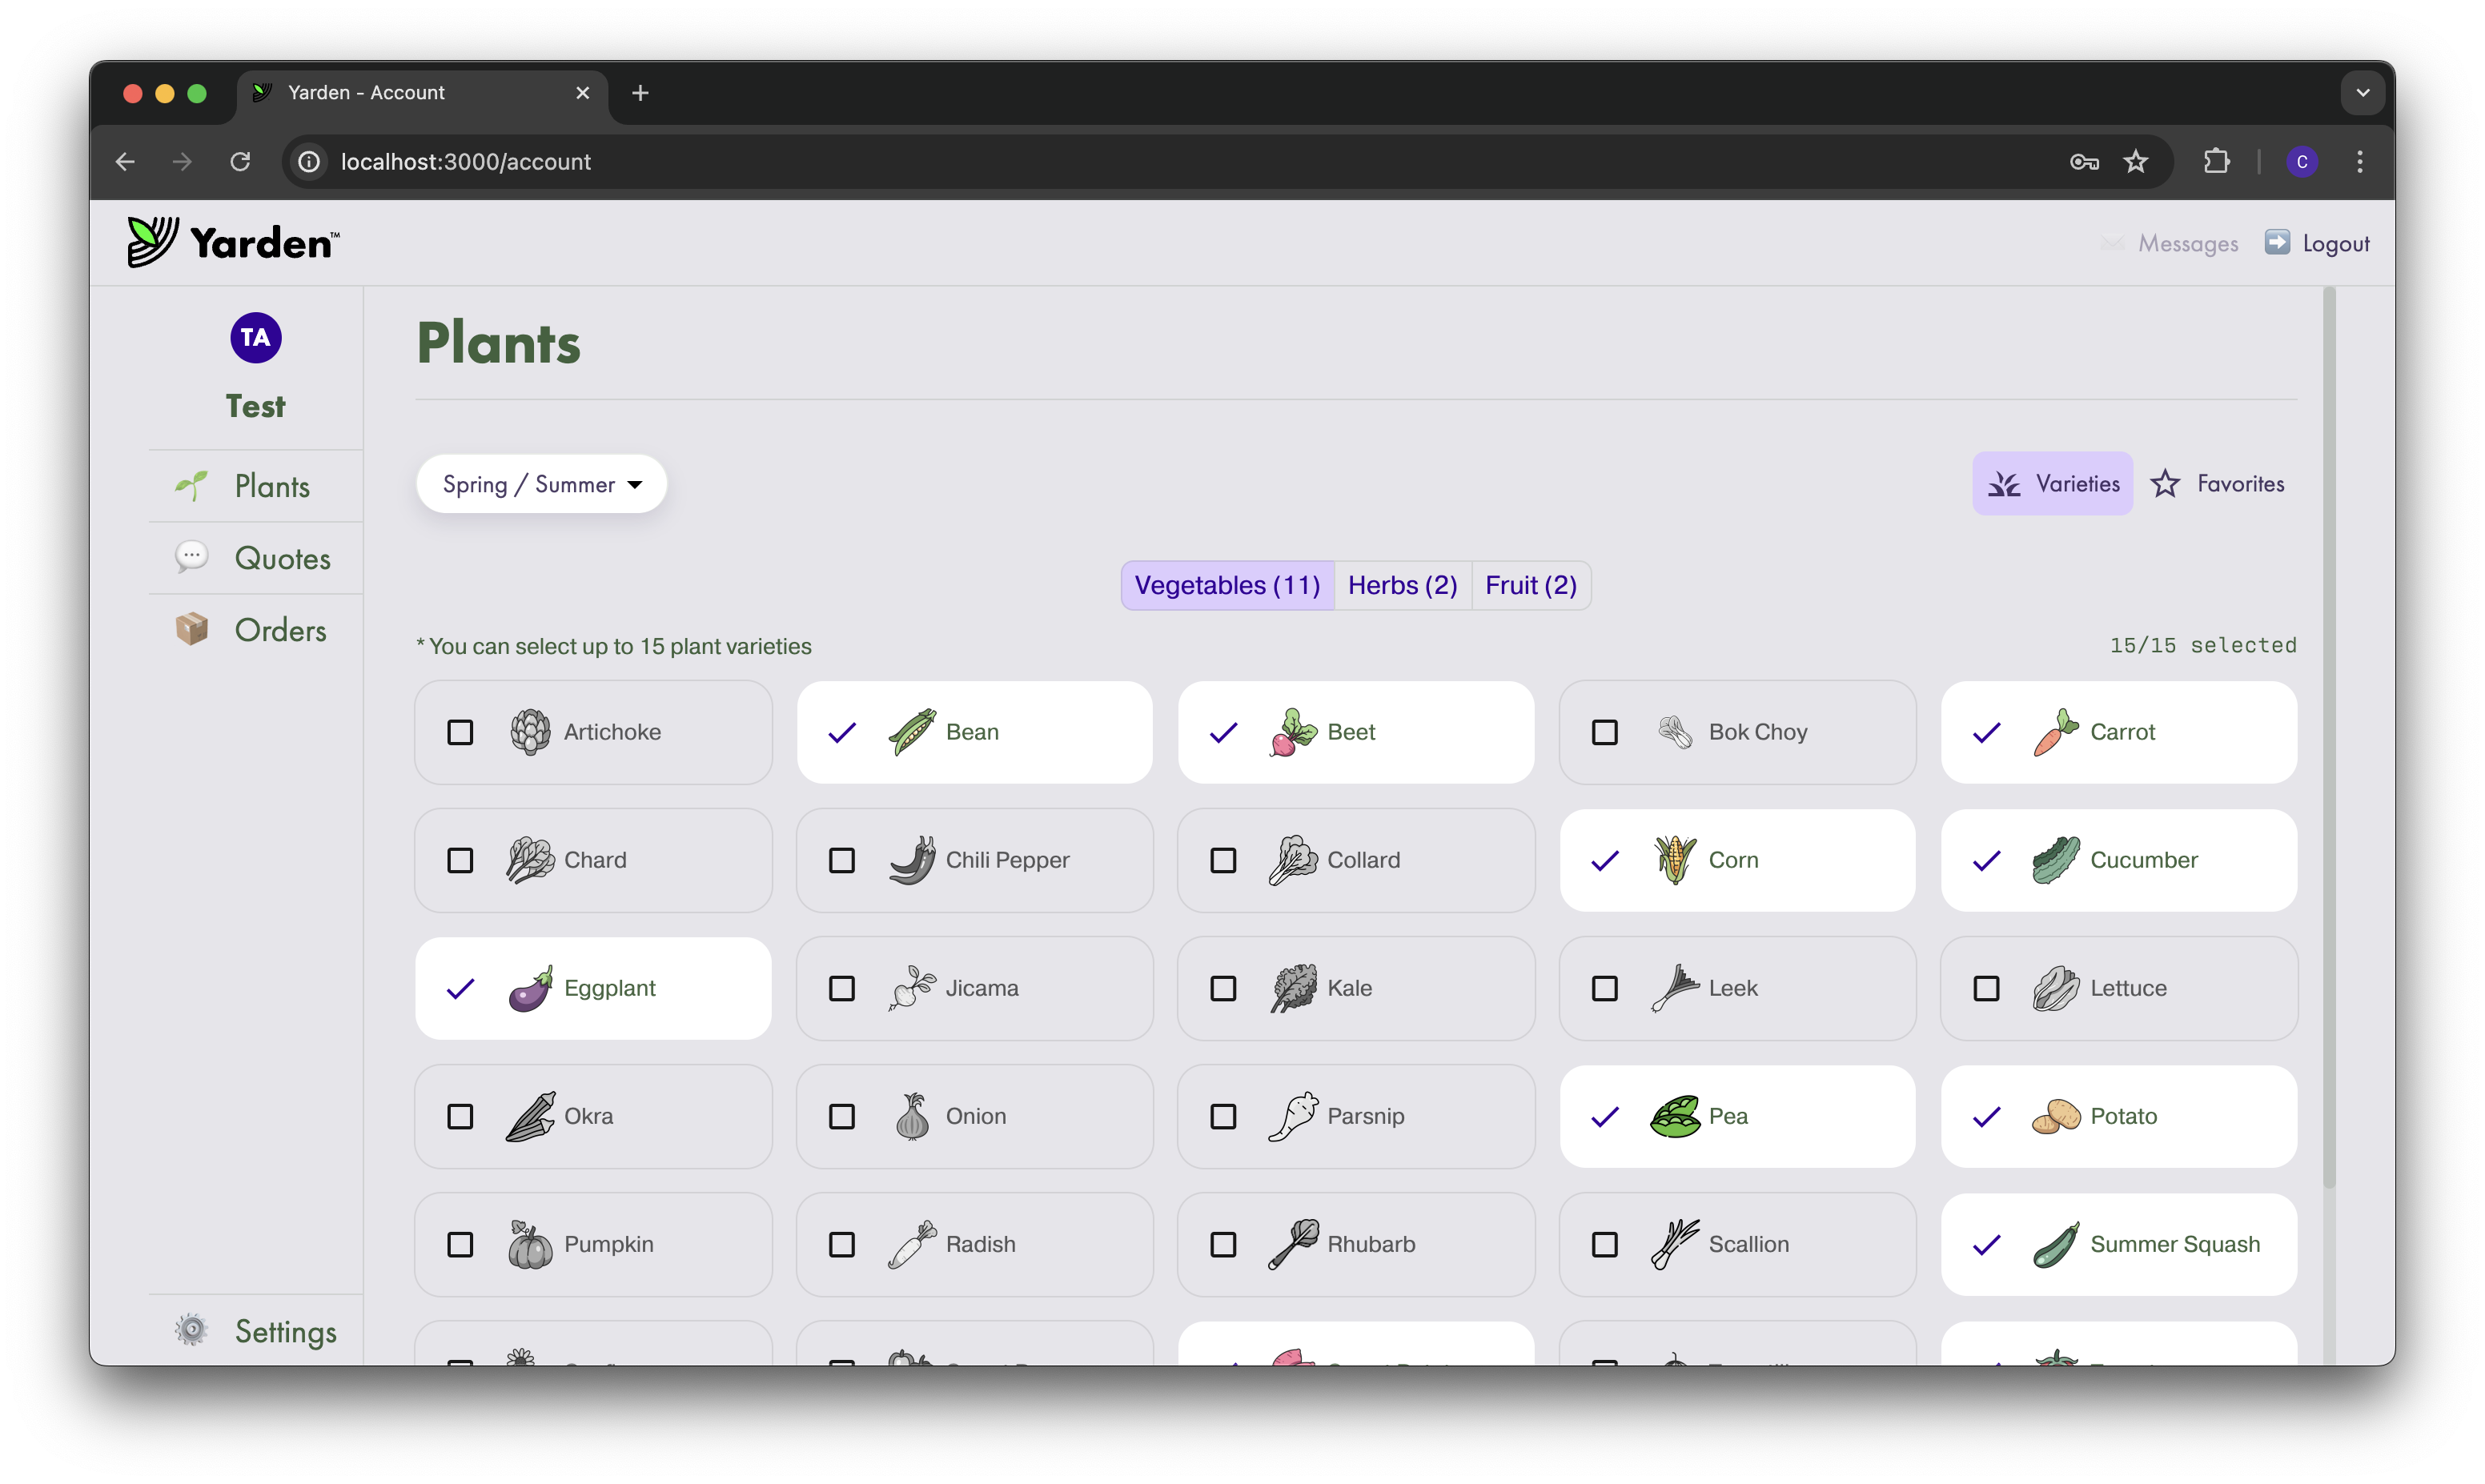 Yarden - Account
localhost:3000/account
C
Yarden™
Messages
Logout
TA
Test
Plants
Quotes
Orders
Settings
Plants
Spring / Summer
Varieties
Favorites
Vegetables (11)
Herbs (2)
Fruit (2)
* You can select up to 15 plant varieties
15/15 selected
Artichoke
Bean
Beet
Bok Choy
Carrot
Chard
Chili Pepper
Collard
Corn
Cucumber
Eggplant
Jicama
Kale
Leek
Lettuce
Okra
Onion
Parsnip
Pea
Potato
Pumpkin
Radish
Rhubarb
Scallion
Summer Squash